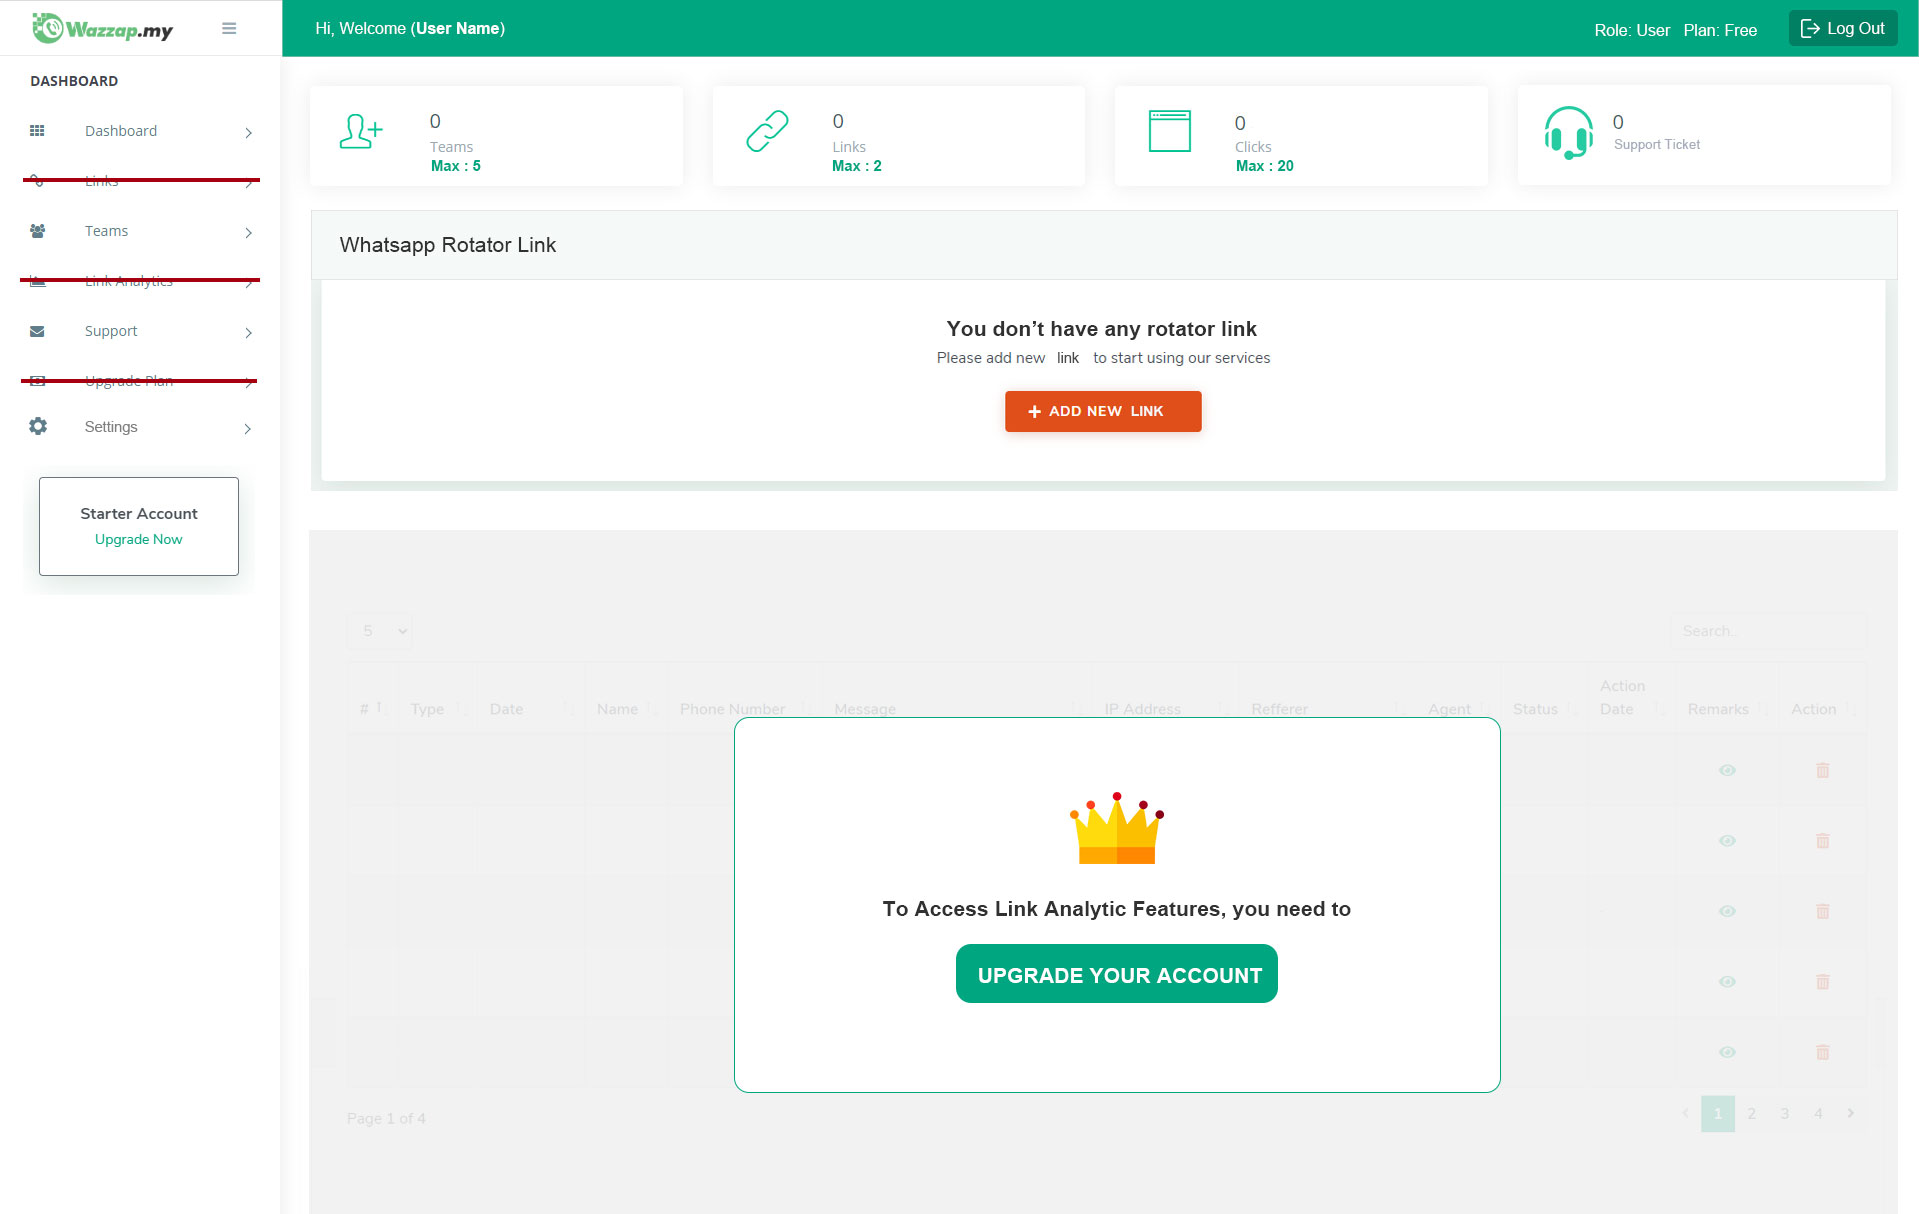 Wazzap.my
Hi, Welcome (User Name)
Role: User Plan: Free
Log Out
DASHBOARD
Dashboard
Links
Teams
Link Analytics
Support
Upgrade Plan
Settings
Starter Account
Upgrade Now
0
Teams
Max : 5
0
Links
Max : 2
0
Clicks
Max : 20
0
Support Ticket
Whatsapp Rotator Link
You don’t have any rotator link
Please add new link to start using our services
+ ADD NEW LINK
5
Search..
# Type Date Name Phone Number Message IP Address Refferer Agent Status Action Date Remarks Action
To Access Link Analytic Features, you need to
UPGRADE YOUR ACCOUNT
Page 1 of 4
‹ 1 2 3 4 ›